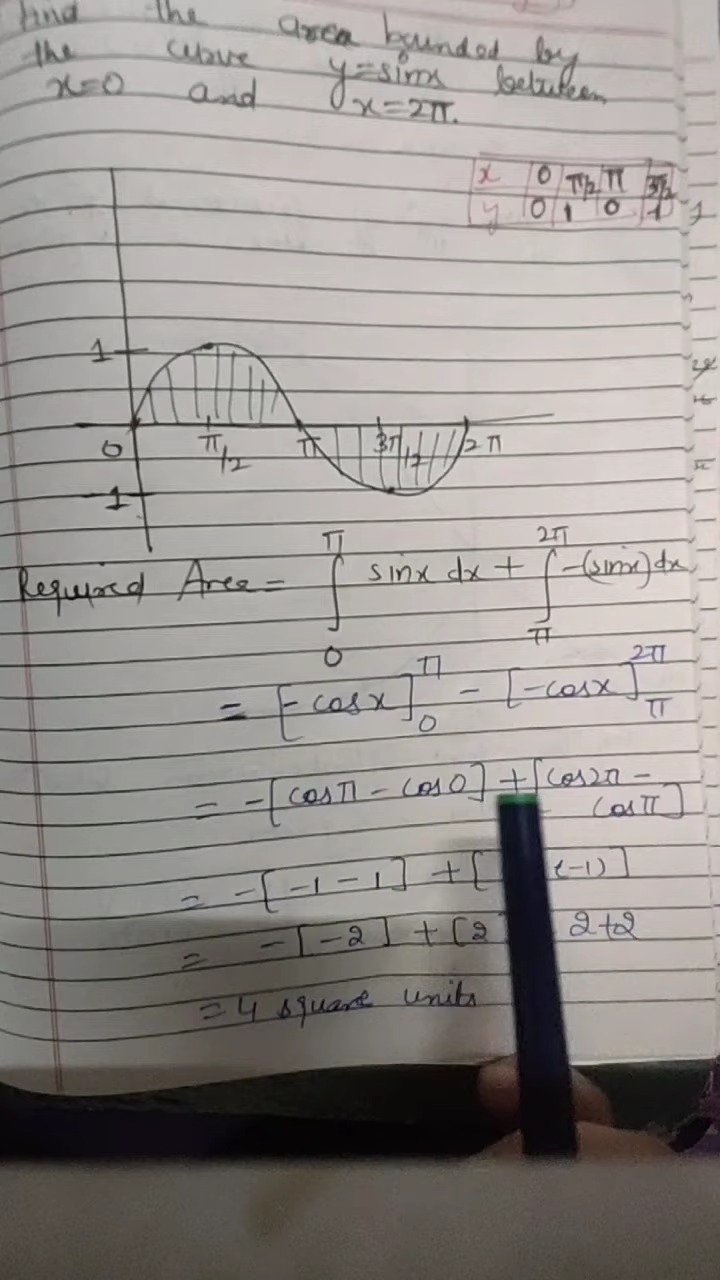 Find the area bounded by
the curve y=sinx between
x=0 and x=2π.
x 0 π/2 π 3π/2
y 0 1 0 -1
1
0 π/2 π 3π/2 2π
-1
Required Area = ∫₀^π sinx dx + ∫_π^2π -(sinx)dx
= [-cosx]₀^π - [-cosx]_π^2π
= -[cosπ - cos0] + [cos2π - cosπ]
= -[-1-1] + [ (-1)]
= -[-2] + [2 2+2
= 4 square units